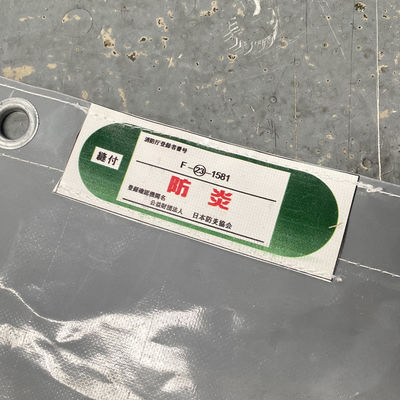 消防庁登録者番号
F-㉓-1581
縫付
防炎
登録確認機関名
公益財団法人 日本防炎協会